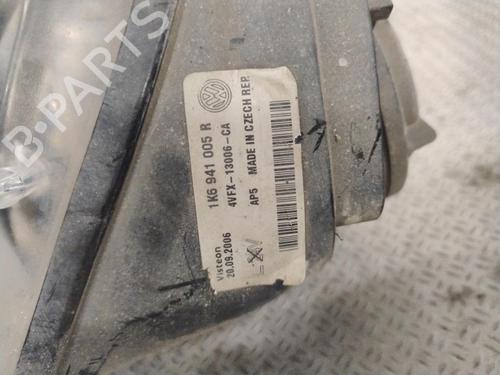 B-PARTS
1K6 941 005 R
4VFX-13006-CA
AP5 MADE IN CZECH REP.
Visteon
20.09.2006